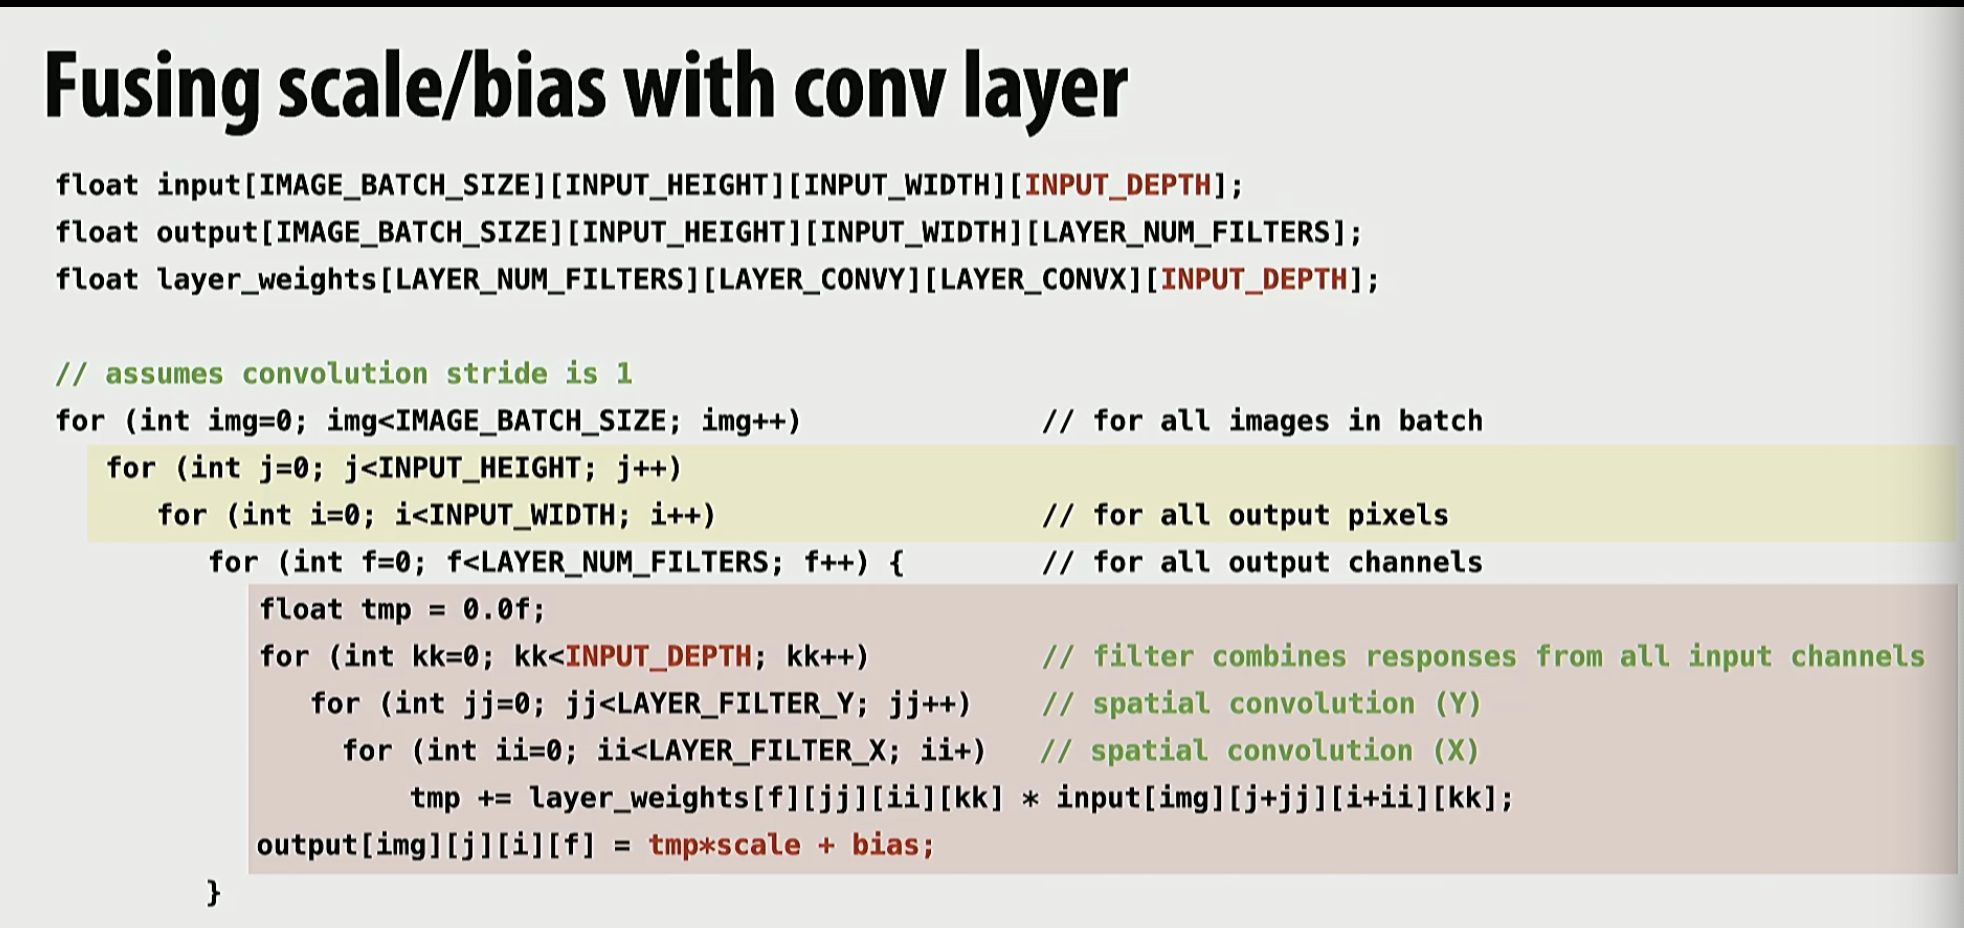 Fusing scale/bias with conv layer
float input[IMAGE_BATCH_SIZE][INPUT_HEIGHT][INPUT_WIDTH][INPUT_DEPTH];
float output[IMAGE_BATCH_SIZE][INPUT_HEIGHT][INPUT_WIDTH][LAYER_NUM_FILTERS];
float layer_weights[LAYER_NUM_FILTERS][LAYER_CONVY][LAYER_CONVX][INPUT_DEPTH];
// assumes convolution stride is 1
for (int img=0; img<IMAGE_BATCH_SIZE; img++) // for all images in batch
for (int j=0; j<INPUT_HEIGHT; j++)
for (int i=0; i<INPUT_WIDTH; i++) // for all output pixels
for (int f=0; f<LAYER_NUM_FILTERS; f++) { // for all output channels
float tmp = 0.0f;
for (int kk=0; kk<INPUT_DEPTH; kk++) // filter combines responses from all input channels
for (int jj=0; jj<LAYER_FILTER_Y; jj++) // spatial convolution (Y)
for (int ii=0; ii<LAYER_FILTER_X; ii+) // spatial convolution (X)
tmp += layer_weights[f][jj][ii][kk] * input[img][j+jj][i+ii][kk];
output[img][j][i][f] = tmp*scale + bias;
}